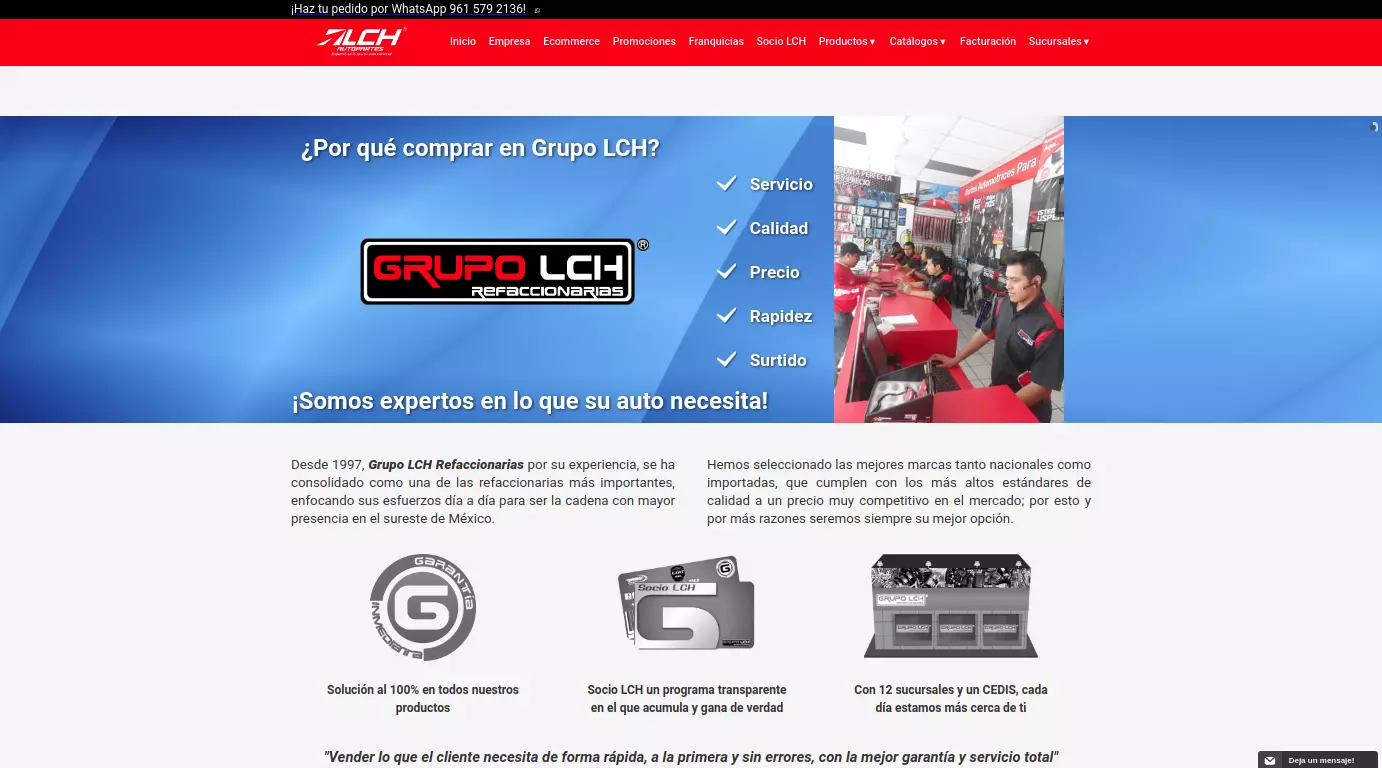 ¡Haz tu pedido por WhatsApp 961 579 2136!
LCH
AUTOPARTES
Inicio Empresa Ecommerce Promociones Franquicias Socio LCH Productos ▾ Catálogos ▾ Facturación Sucursales ▾
¿Por qué comprar en Grupo LCH?
Servicio
Calidad
Precio
Rapidez
Surtido
GRUPO LCH ®
REFACCIONARIAS
¡Somos expertos en lo que su auto necesita!
Desde 1997, Grupo LCH Refaccionarias por su experiencia, se ha
consolidado como una de las refaccionarias más importantes,
enfocando sus esfuerzos día a día para ser la cadena con mayor
presencia en el sureste de México.
Hemos seleccionado las mejores marcas tanto nacionales como
importadas, que cumplen con los más altos estándares de
calidad a un precio muy competitivo en el mercado; por esto y
por más razones seremos siempre su mejor opción.
GARANTÍA
G
INMEDIATA
Socio LCH
G
GRUPO LCH
GRUPO LCH
GRUPO LCH GRUPO LCH GRUPO LCH
Solución al 100% en todos nuestros
productos
Socio LCH un programa transparente
en el que acumula y gana de verdad
Con 12 sucursales y un CEDIS, cada
día estamos más cerca de ti
"Vender lo que el cliente necesita de forma rápida, a la primera y sin errores, con la mejor garantía y servicio total"
Deja un mensaje!